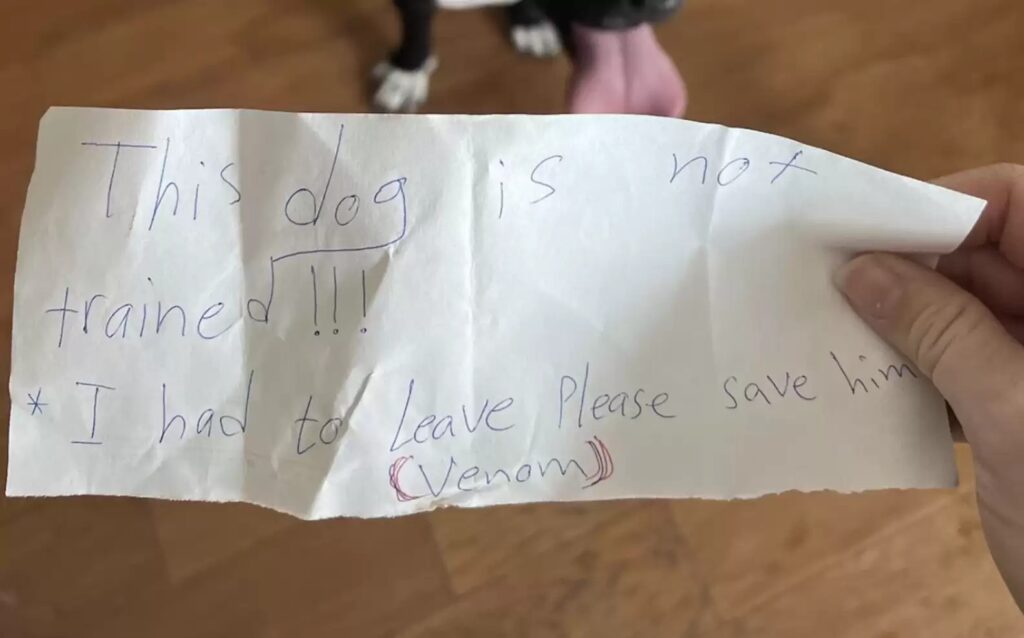 This dog is not
trained!!!
* I had to Leave Please save him
(Venom)